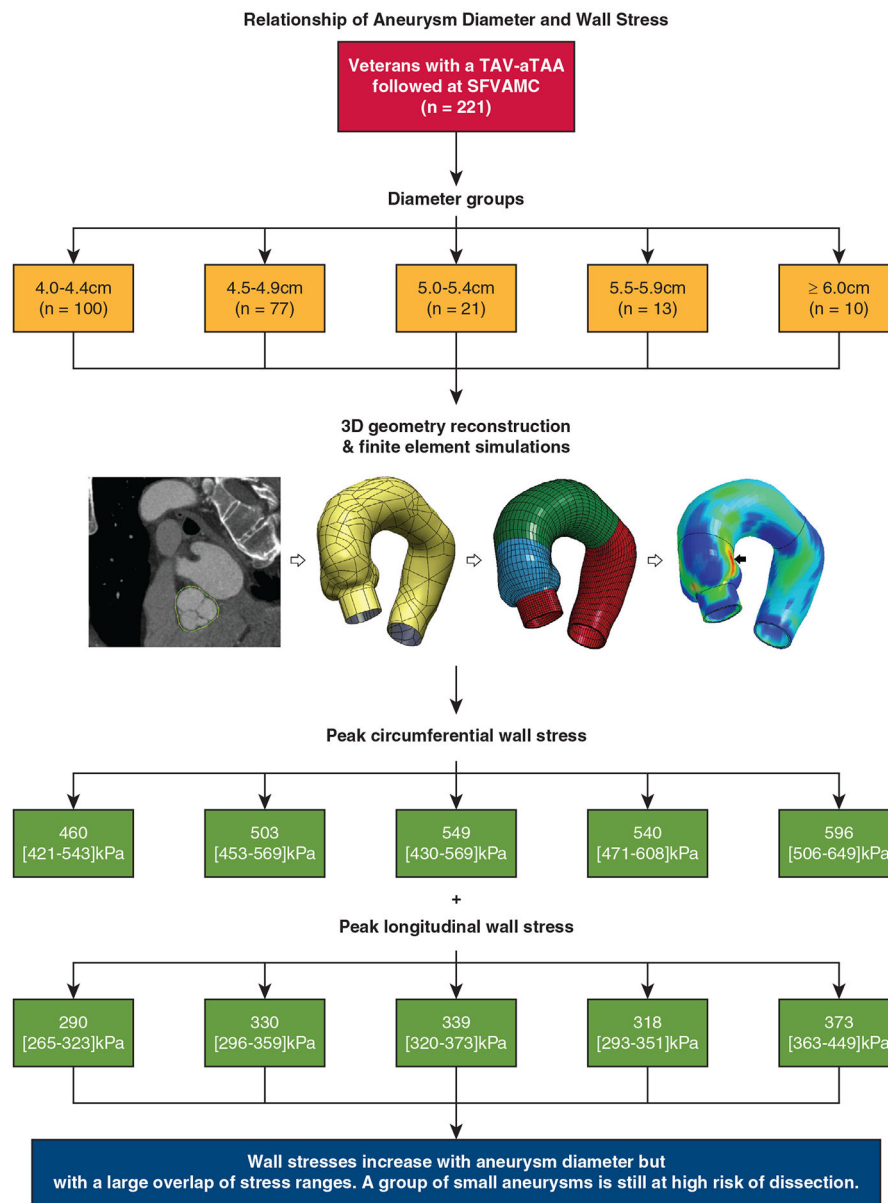 Relationship of Aneurysm Diameter and Wall Stress
Veterans with a TAV-aTAA
followed at SFVAMC
(n = 221)
Diameter groups
4.0-4.4cm
(n = 100)
4.5-4.9cm
(n = 77)
5.0-5.4cm
(n = 21)
5.5-5.9cm
(n = 13)
≥ 6.0cm
(n = 10)
3D geometry reconstruction
& finite element simulations
Peak circumferential wall stress
460
[421-543]kPa
503
[453-569]kPa
549
[430-569]kPa
540
[471-608]kPa
596
[506-649]kPa
+
Peak longitudinal wall stress
290
[265-323]kPa
330
[296-359]kPa
339
[320-373]kPa
318
[293-351]kPa
373
[363-449]kPa
Wall stresses increase with aneurysm diameter but
with a large overlap of stress ranges. A group of small aneurysms is still at high risk of dissection.